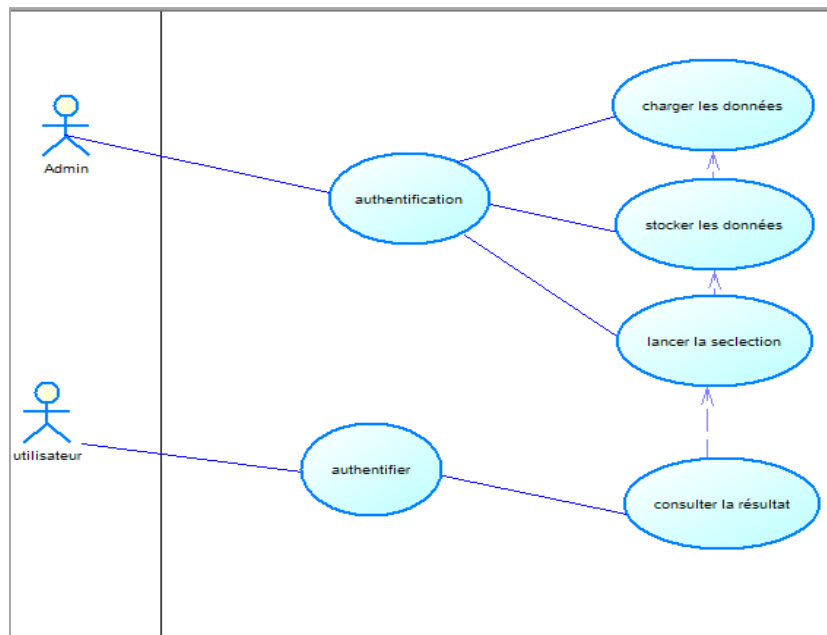 charger les données
Admin
authentification
stocker les données
lancer la seclection
utilisateur
authentifier
consulter la résultat